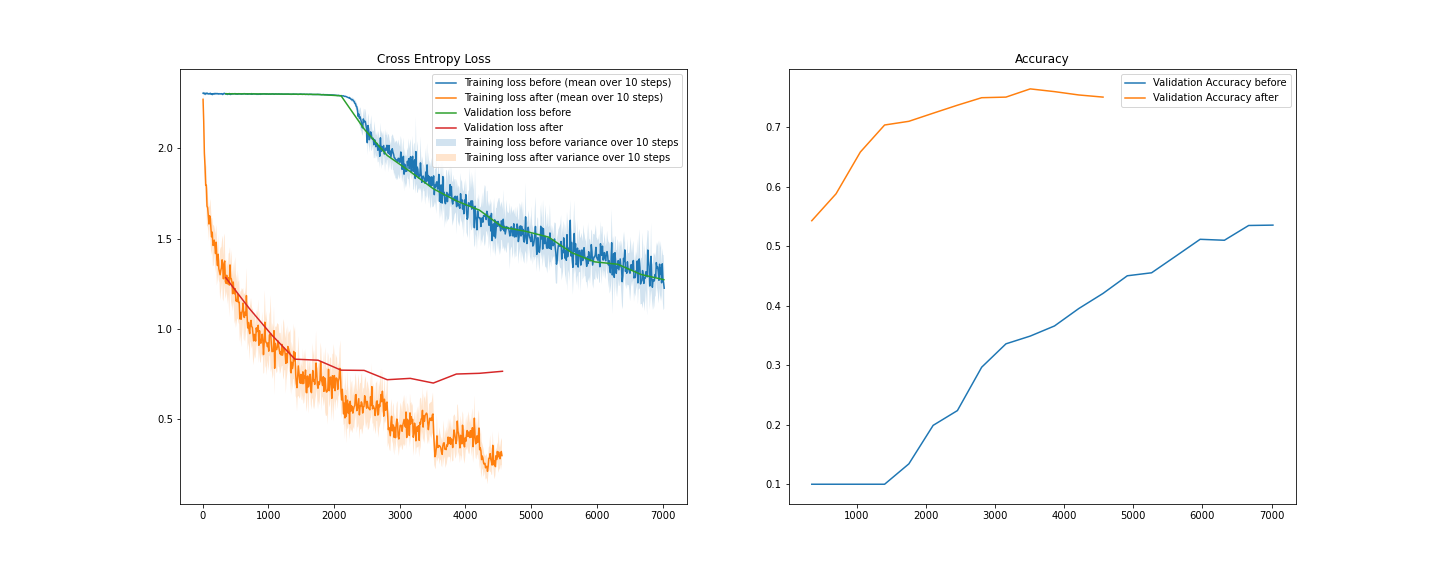 Cross Entropy Loss
Training loss before (mean over 10 steps)
Training loss after (mean over 10 steps)
Validation loss before
Validation loss after
Training loss before variance over 10 steps
Training loss after variance over 10 steps
2.0
1.5
1.0
0.5
0 1000 2000 3000 4000 5000 6000 7000
Accuracy
Validation Accuracy before
Validation Accuracy after
0.7
0.6
0.5
0.4
0.3
0.2
0.1
1000 2000 3000 4000 5000 6000 7000